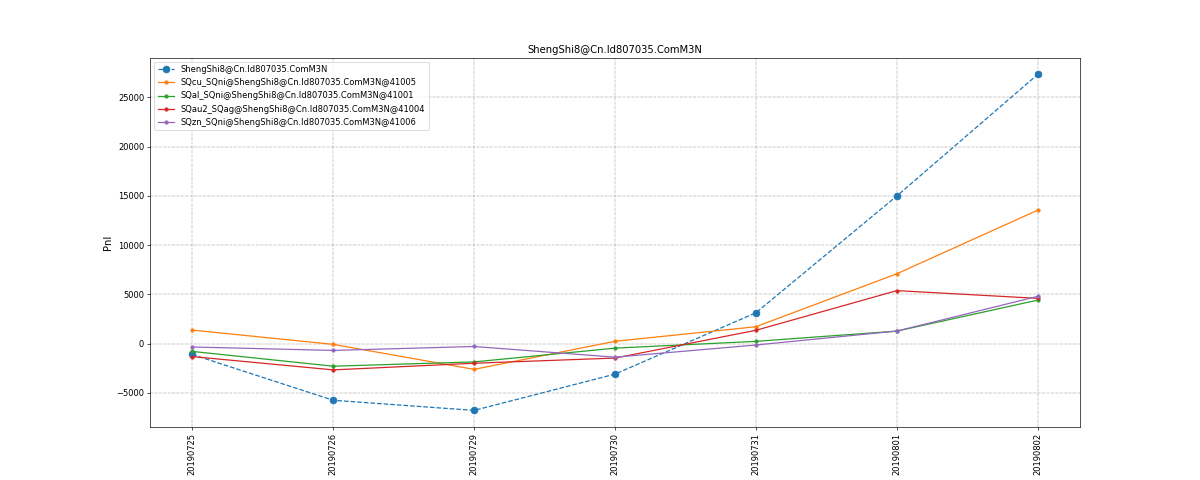 ShengShi8@Cn.Id807035.ComM3N
ShengShi8@Cn.Id807035.ComM3N
SQcu_SQni@ShengShi8@Cn.Id807035.ComM3N@41005
SQal_SQni@ShengShi8@Cn.Id807035.ComM3N@41001
SQau2_SQag@ShengShi8@Cn.Id807035.ComM3N@41004
SQzn_SQni@ShengShi8@Cn.Id807035.ComM3N@41006
Pnl
25000
20000
15000
10000
5000
0
−5000
20190725
20190726
20190729
20190730
20190731
20190801
20190802